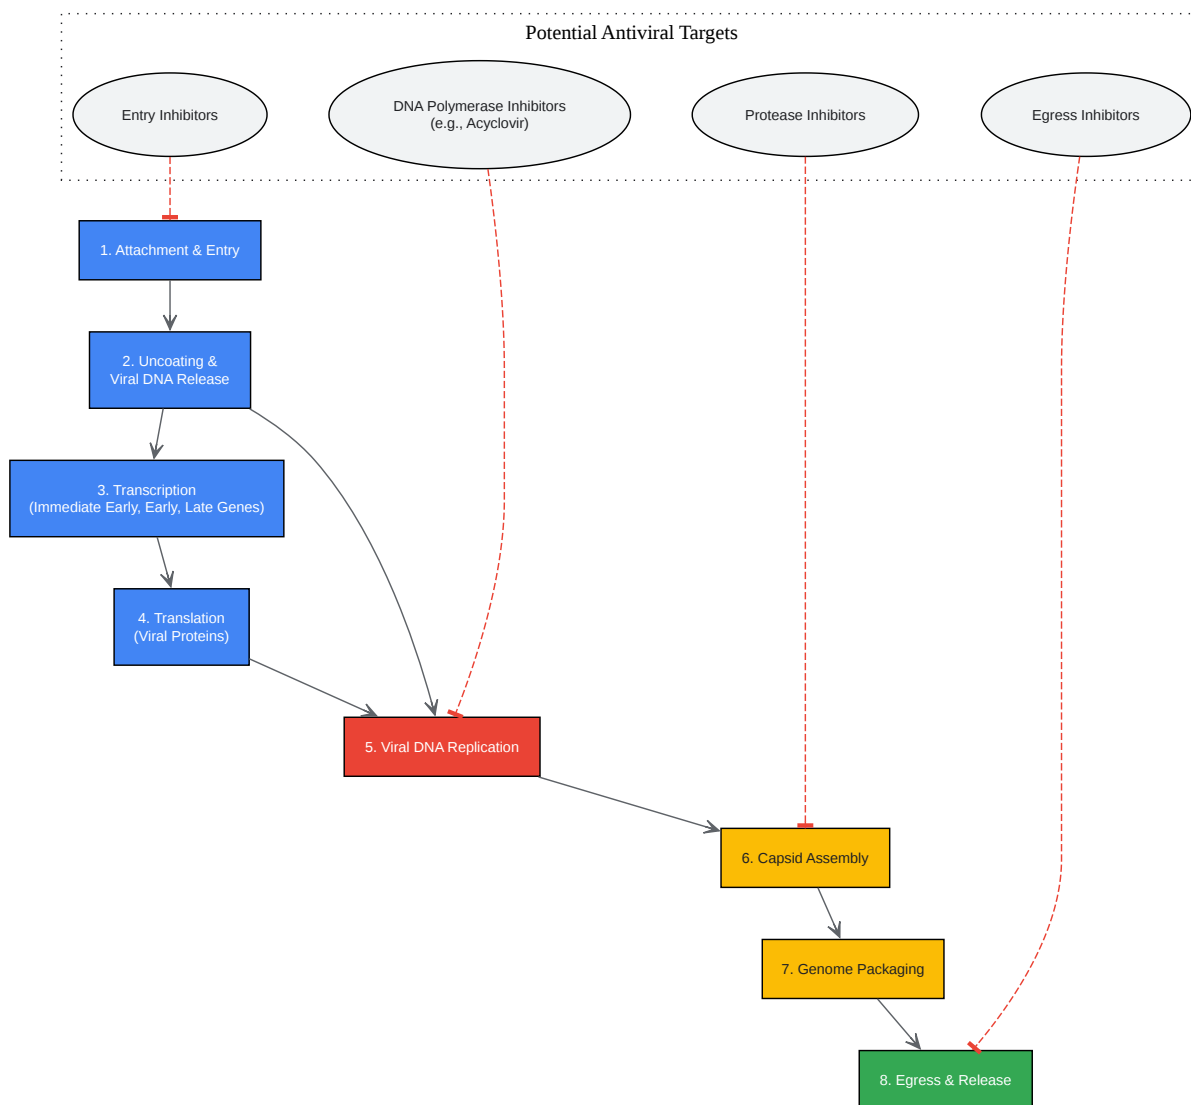 Potential Antiviral Targets
Entry Inhibitors
DNA Polymerase Inhibitors
(e.g., Acyclovir)
Protease Inhibitors
Egress Inhibitors
1. Attachment & Entry
2. Uncoating &
Viral DNA Release
3. Transcription
(Immediate Early, Early, Late Genes)
4. Translation
(Viral Proteins)
5. Viral DNA Replication
6. Capsid Assembly
7. Genome Packaging
8. Egress & Release